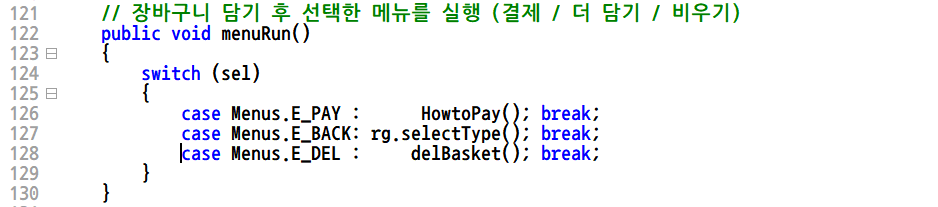 121 // 장바구니 담기 후 선택한 메뉴를 실행 (결제 / 더 담기 / 비우기)
122 public void menuRun()
123 {
124 switch (sel)
125 {
126 case Menus.E_PAY : HowtoPay(); break;
127 case Menus.E_BACK: rg.selectType(); break;
128 case Menus.E_DEL : delBasket(); break;
129 }
130 }